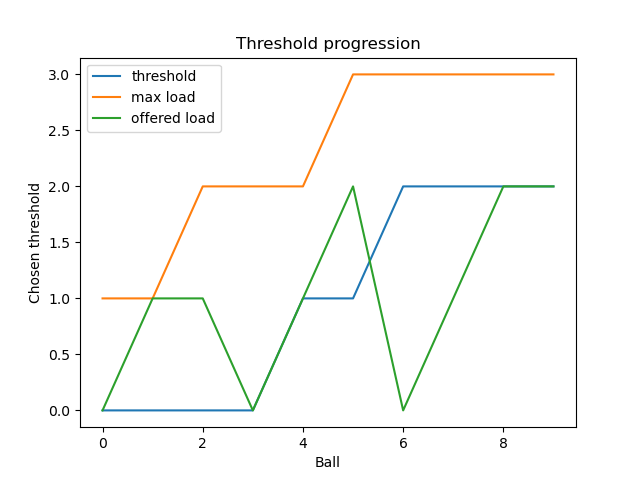 Threshold progression
threshold
max load
offered load
3.0
2.5
2.0
1.5
1.0
0.5
0.0
Chosen threshold
0 2 4 6 8
Ball